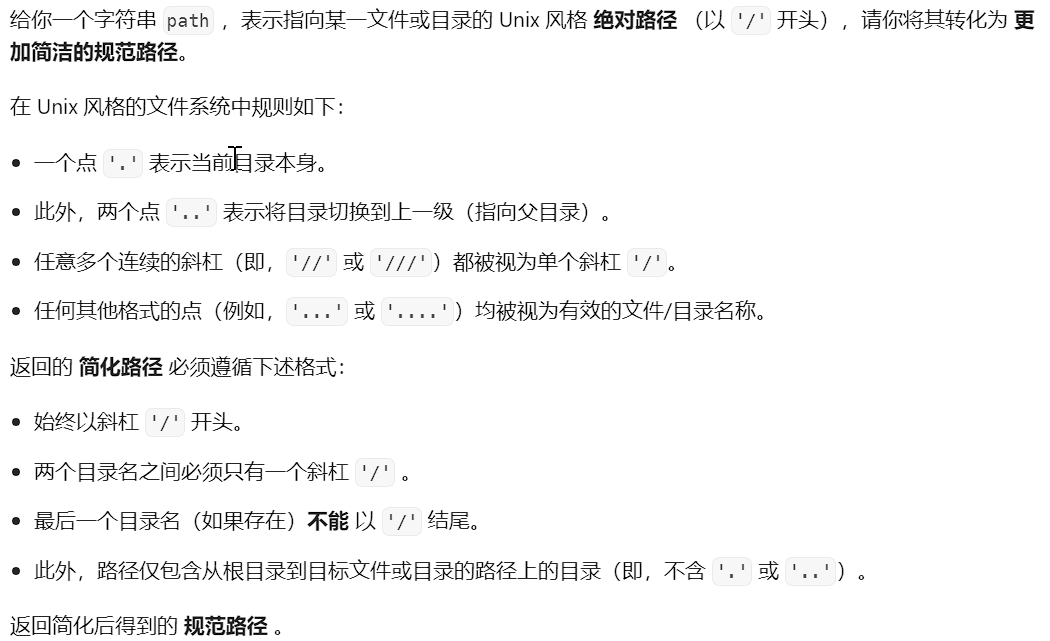 给你一个字符串 path ，表示指向某一文件或目录的 Unix 风格 绝对路径 （以 '/' 开头），请你将其转化为 更
加简洁的规范路径。
在 Unix 风格的文件系统中规则如下：
• 一个点 '.' 表示当前目录本身。
• 此外，两个点 '..' 表示将目录切换到上一级（指向父目录）。
• 任意多个连续的斜杠（即，'//' 或 '///'）都被视为单个斜杠 '/'。
• 任何其他格式的点（例如，'...' 或 '....'）均被视为有效的文件/目录名称。
返回的 简化路径 必须遵循下述格式：
• 始终以斜杠 '/' 开头。
• 两个目录名之间必须只有一个斜杠 '/' 。
• 最后一个目录名（如果存在）不能 以 '/' 结尾。
• 此外，路径仅包含从根目录到目标文件或目录的路径上的目录（即，不含 '.' 或 '..'）。
返回简化后得到的 规范路径 。